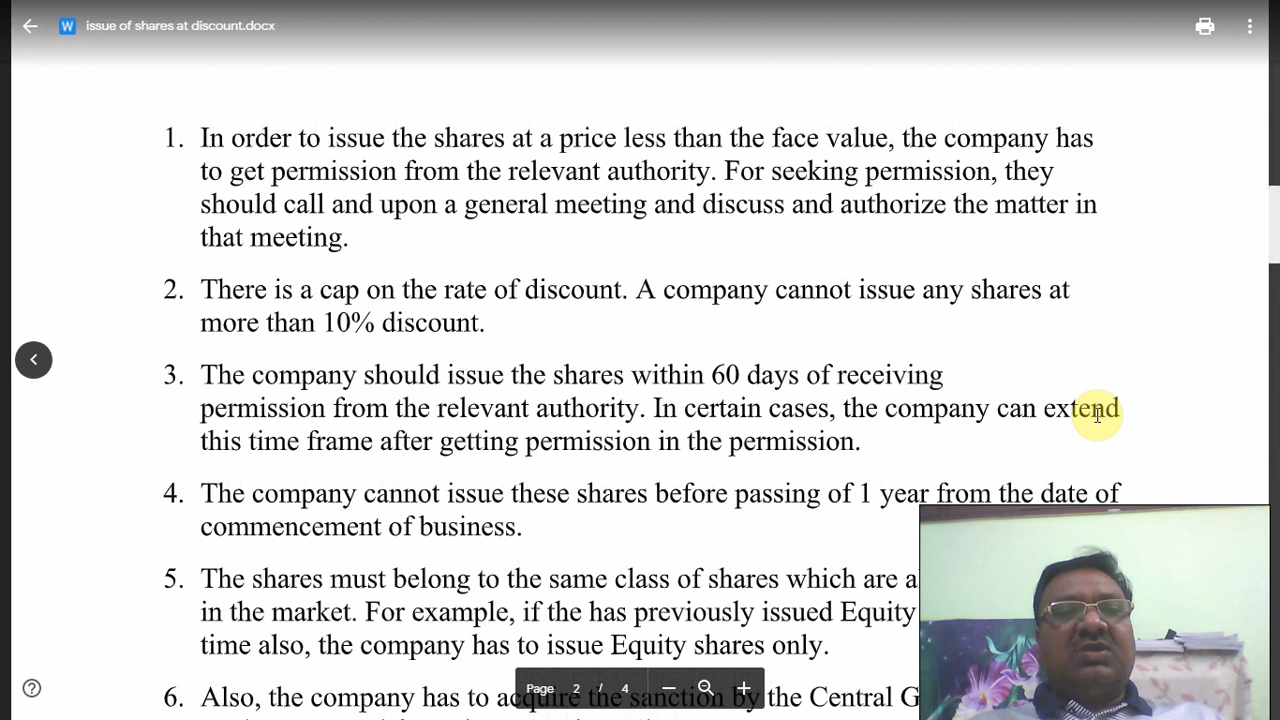 issue of shares at discount.docx
1. In order to issue the shares at a price less than the face value, the company has
to get permission from the relevant authority. For seeking permission, they
should call and upon a general meeting and discuss and authorize the matter in
that meeting.
2. There is a cap on the rate of discount. A company cannot issue any shares at
more than 10% discount.
3. The company should issue the shares within 60 days of receiving
permission from the relevant authority. In certain cases, the company can extend
this time frame after getting permission in the permission.
4. The company cannot issue these shares before passing of 1 year from the date of
commencement of business.
5. The shares must belong to the same class of shares which are a
in the market. For example, if the has previously issued Equity
time also, the company has to issue Equity shares only.
6. Also, the company has to acquire the sanction by the Central G
Page 2 / 4